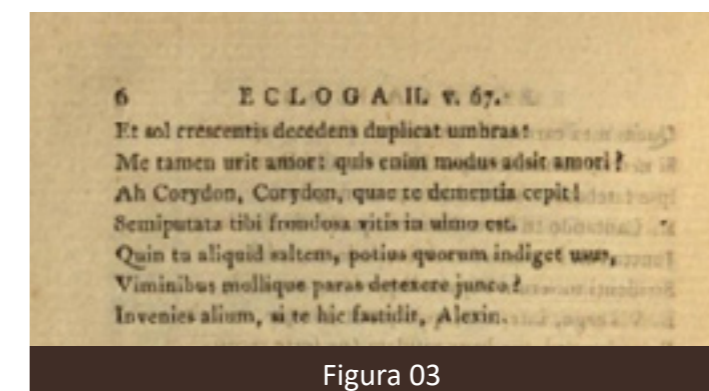 6 ECLOGA II. v. 67.
Et sol crescentis decedens duplicat umbras:
Me tamen urit amor: quis enim modus adsit amori?
Ah Corydon, Corydon, quae te dementia cepit!
Semiputata tibi frondosa vitis in ulmo est.
Quin tu aliquid saltem, potius quorum indiget usus,
Viminibus mollique paras detexere junco?
Invenies alium, si te hic fastidit, Alexin.
Figura 03